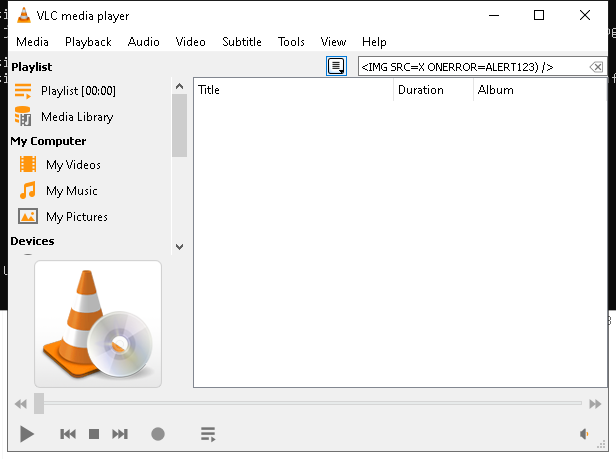 VLC media player
Media Playback Audio Video Subtitle Tools View Help
Playlist
<IMG SRC=X ONERROR=ALERT123) />
Playlist [00:00]
Media Library
My Computer
My Videos
My Music
My Pictures
Devices
Title Duration Album